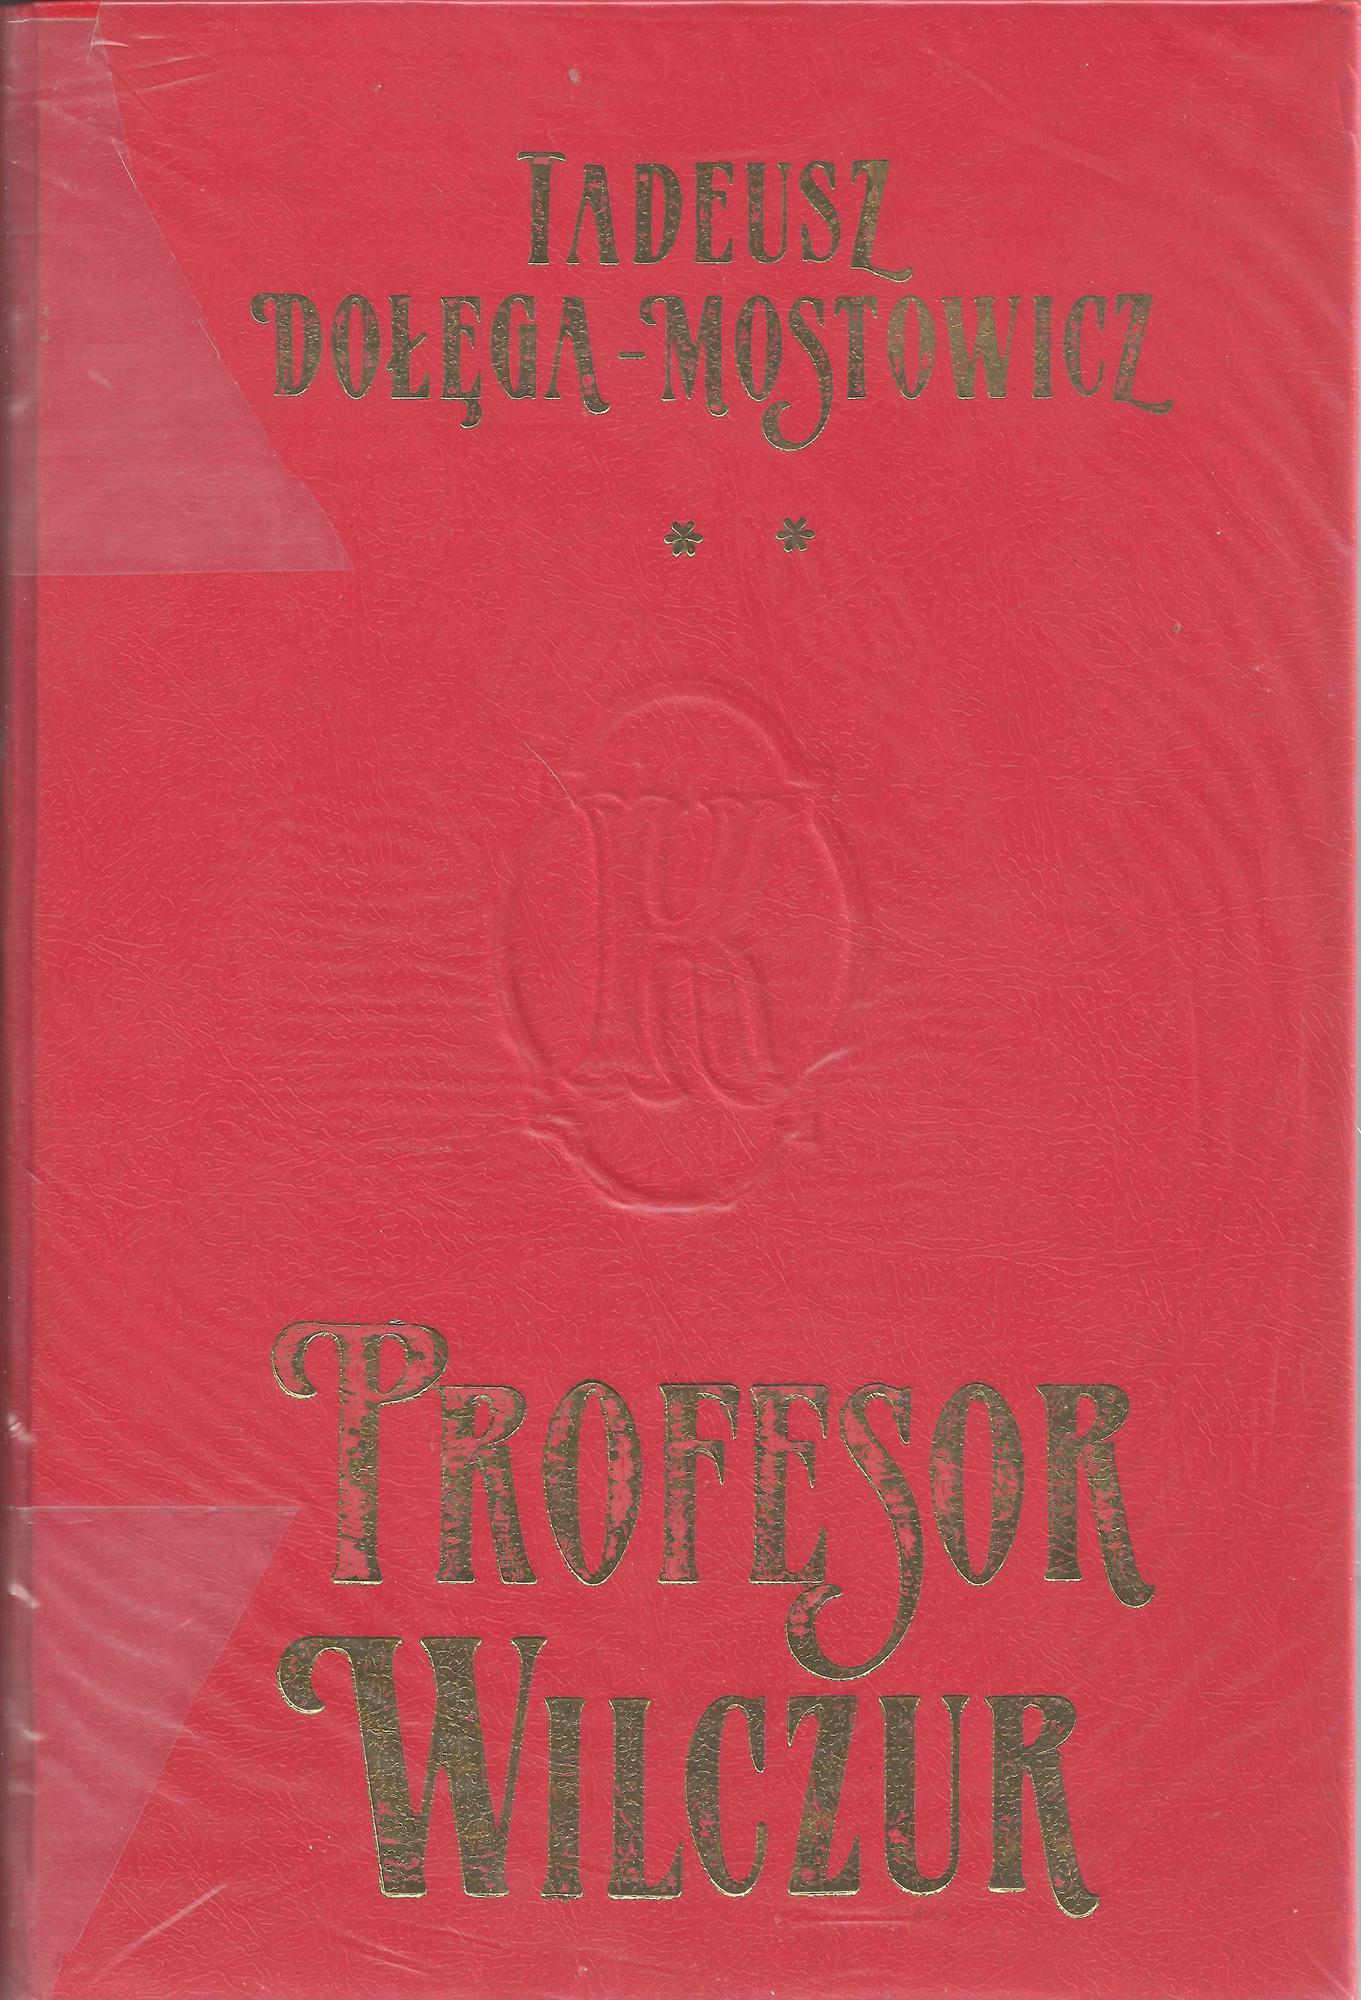 TADEUSZ
DOŁĘGA-MOSTOWICZ
* *
K
PROFESOR
WILCZUR